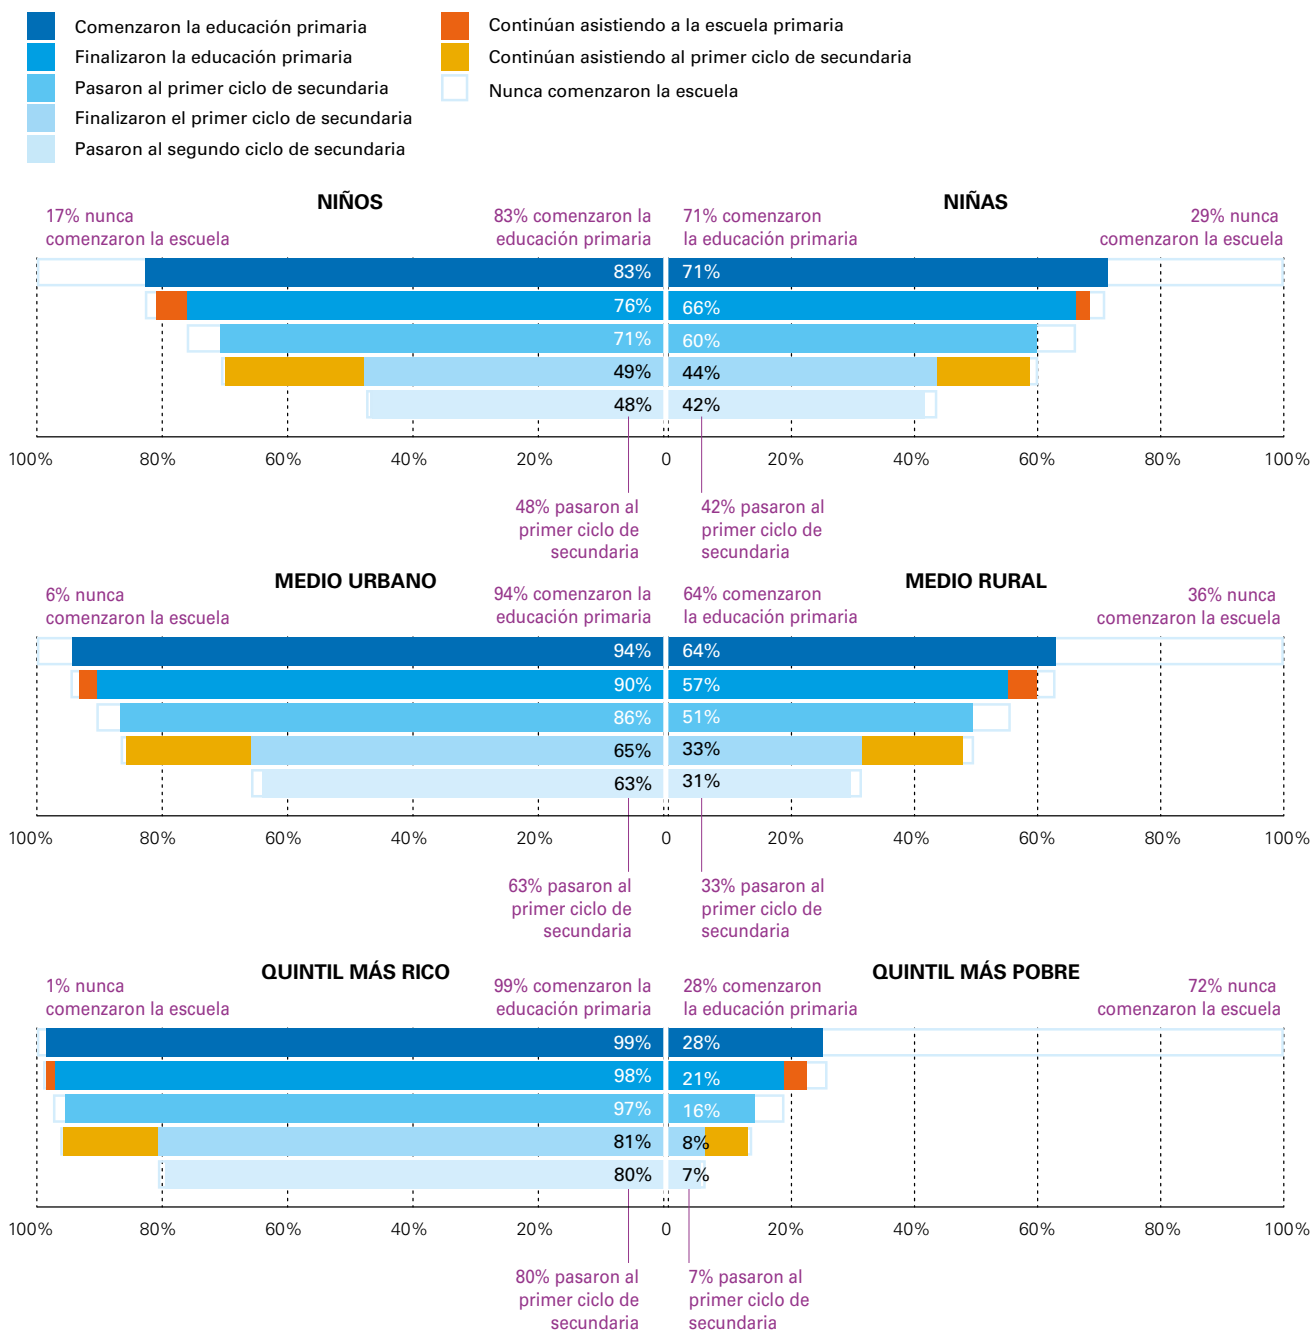 Comenzaron la educación primaria
Finalizaron la educación primaria
Pasaron al primer ciclo de secundaria
Finalizaron el primer ciclo de secundaria
Pasaron al segundo ciclo de secundaria
Continúan asistiendo a la escuela primaria
Continúan asistiendo al primer ciclo de secundaria
Nunca comenzaron la escuela
NIÑOS
17% nunca
comenzaron la escuela
83% comenzaron la
educación primaria
83%
76%
71%
49%
48%
100% 80% 60% 40% 20% 0
48% pasaron al
primer ciclo de
secundaria
NIÑAS
71% comenzaron
la educación primaria
29% nunca
comenzaron la escuela
71%
66%
60%
44%
42%
20% 40% 60% 80% 100%
42% pasaron al
primer ciclo de
secundaria
MEDIO URBANO
6% nunca
comenzaron la escuela
94% comenzaron la
educación primaria
94%
90%
86%
65%
63%
100% 80% 60% 40% 20% 0
63% pasaron al
primer ciclo de
secundaria
MEDIO RURAL
64% comenzaron
la educación primaria
36% nunca
comenzaron la escuela
64%
57%
51%
33%
31%
20% 40% 60% 80% 100%
33% pasaron al
primer ciclo de
secundaria
QUINTIL MÁS RICO
1% nunca
comenzaron la escuela
99% comenzaron la
educación primaria
99%
98%
97%
81%
80%
100% 80% 60% 40% 20% 0
80% pasaron al
primer ciclo de
secundaria
QUINTIL MÁS POBRE
28% comenzaron
la educación primaria
72% nunca
comenzaron la escuela
28%
21%
16%
8%
7%
20% 40% 60% 80% 100%
7% pasaron al
primer ciclo de
secundaria